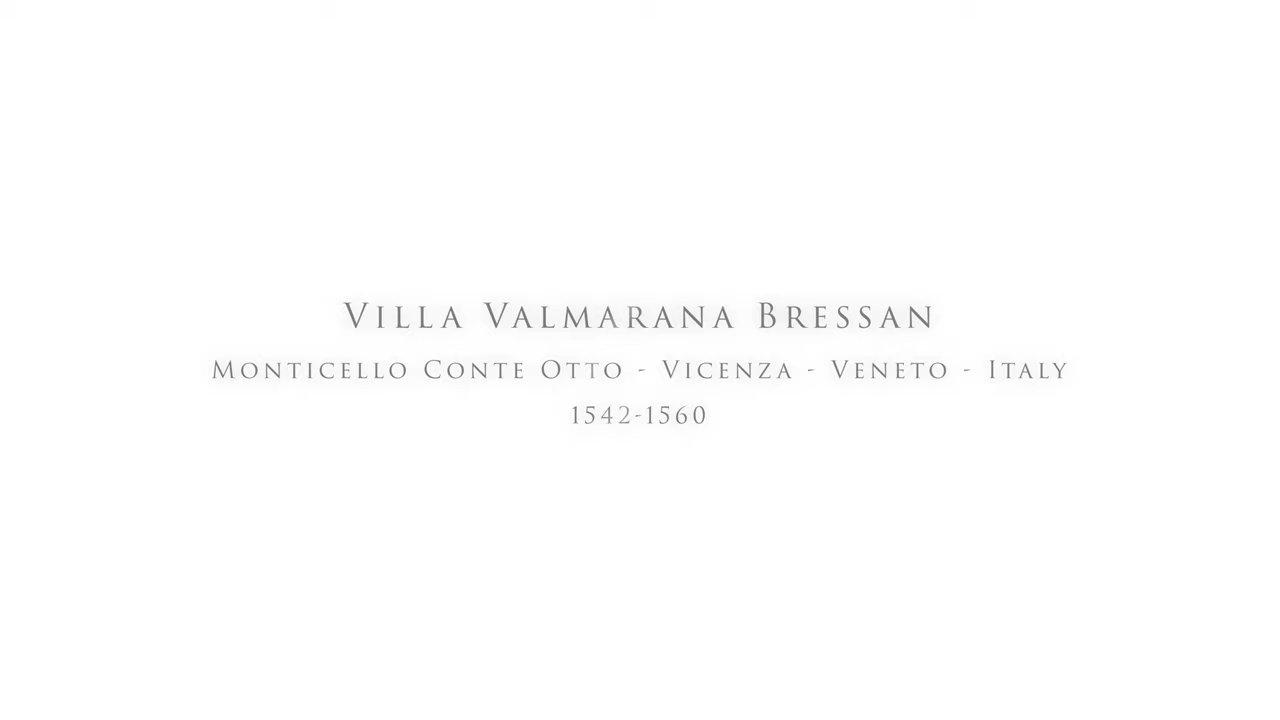 Villa Valmarana Bressan
Monticello Conte Otto - Vicenza - Veneto - Italy
1542-1560